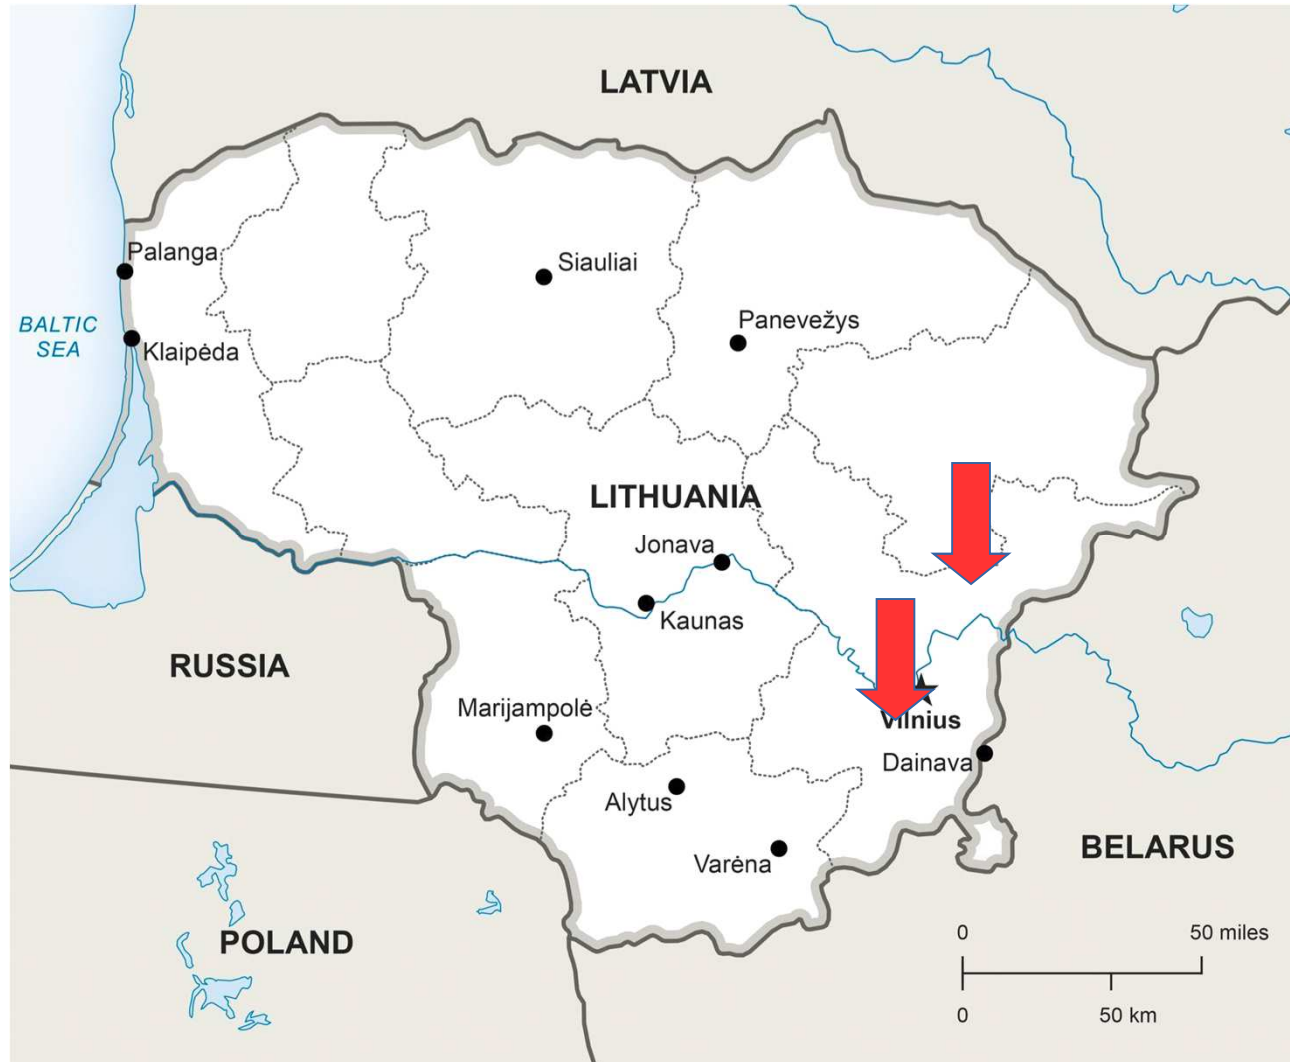 LATVIA
Palanga
Siauliai
BALTIC
SEA
Panevežys
Klaipėda
LITHUANIA
Jonava
Kaunas
RUSSIA
Marijampolė
Vilnius
Dainava
Alytus
Varėna
BELARUS
POLAND
0 50 miles
0 50 km